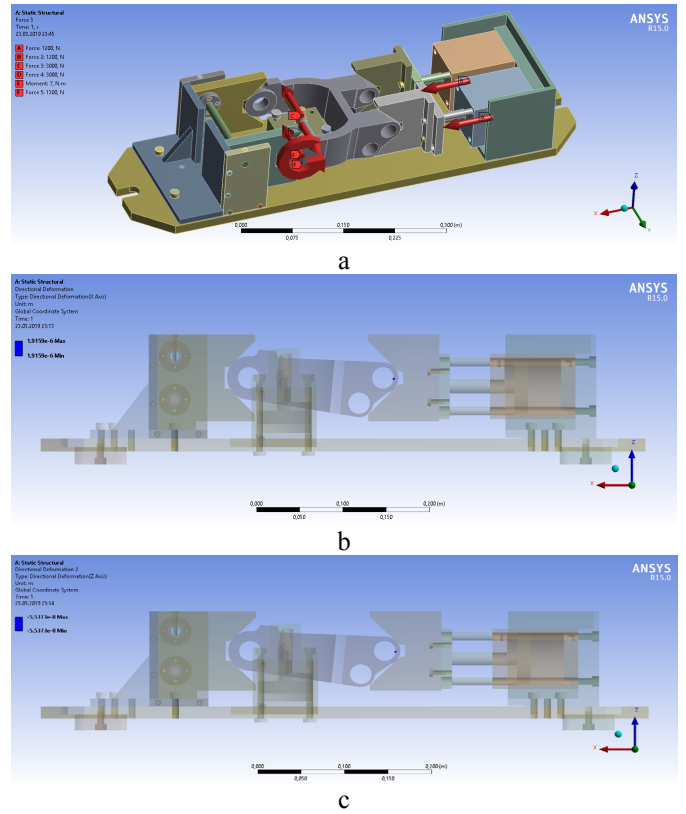 A: Static Structural
Force 5
Time: 1, s
23.03.2019 23:45
A Force: 1200, N
B Force 2: 1200, N
C Force 3: 3000, N
D Force 4: 3000, N
E Moment: 7, N·m
F Force 5: 1300, N
ANSYS
R15.0
0,000
0,150
0,300 (m)
0,075
0,225
Z
X
Y
a
A: Static Structural
Directional Deformation
Type: Directional Deformation(X Axis)
Unit: m
Global Coordinate System
Time: 1
23.03.2019 23:13
1,9159e-6 Max
1,9159e-6 Min
ANSYS
R15.0
0,000
0,100
0,200 (m)
0,050
0,150
Z
X
b
A: Static Structural
Directional Deformation 2
Type: Directional Deformation(Z Axis)
Unit: m
Global Coordinate System
Time: 1
23.03.2019 23:14
-5,5373e-8 Max
-5,5373e-8 Min
ANSYS
R15.0
0,000
0,100
0,200 (m)
0,050
0,150
Z
X
c